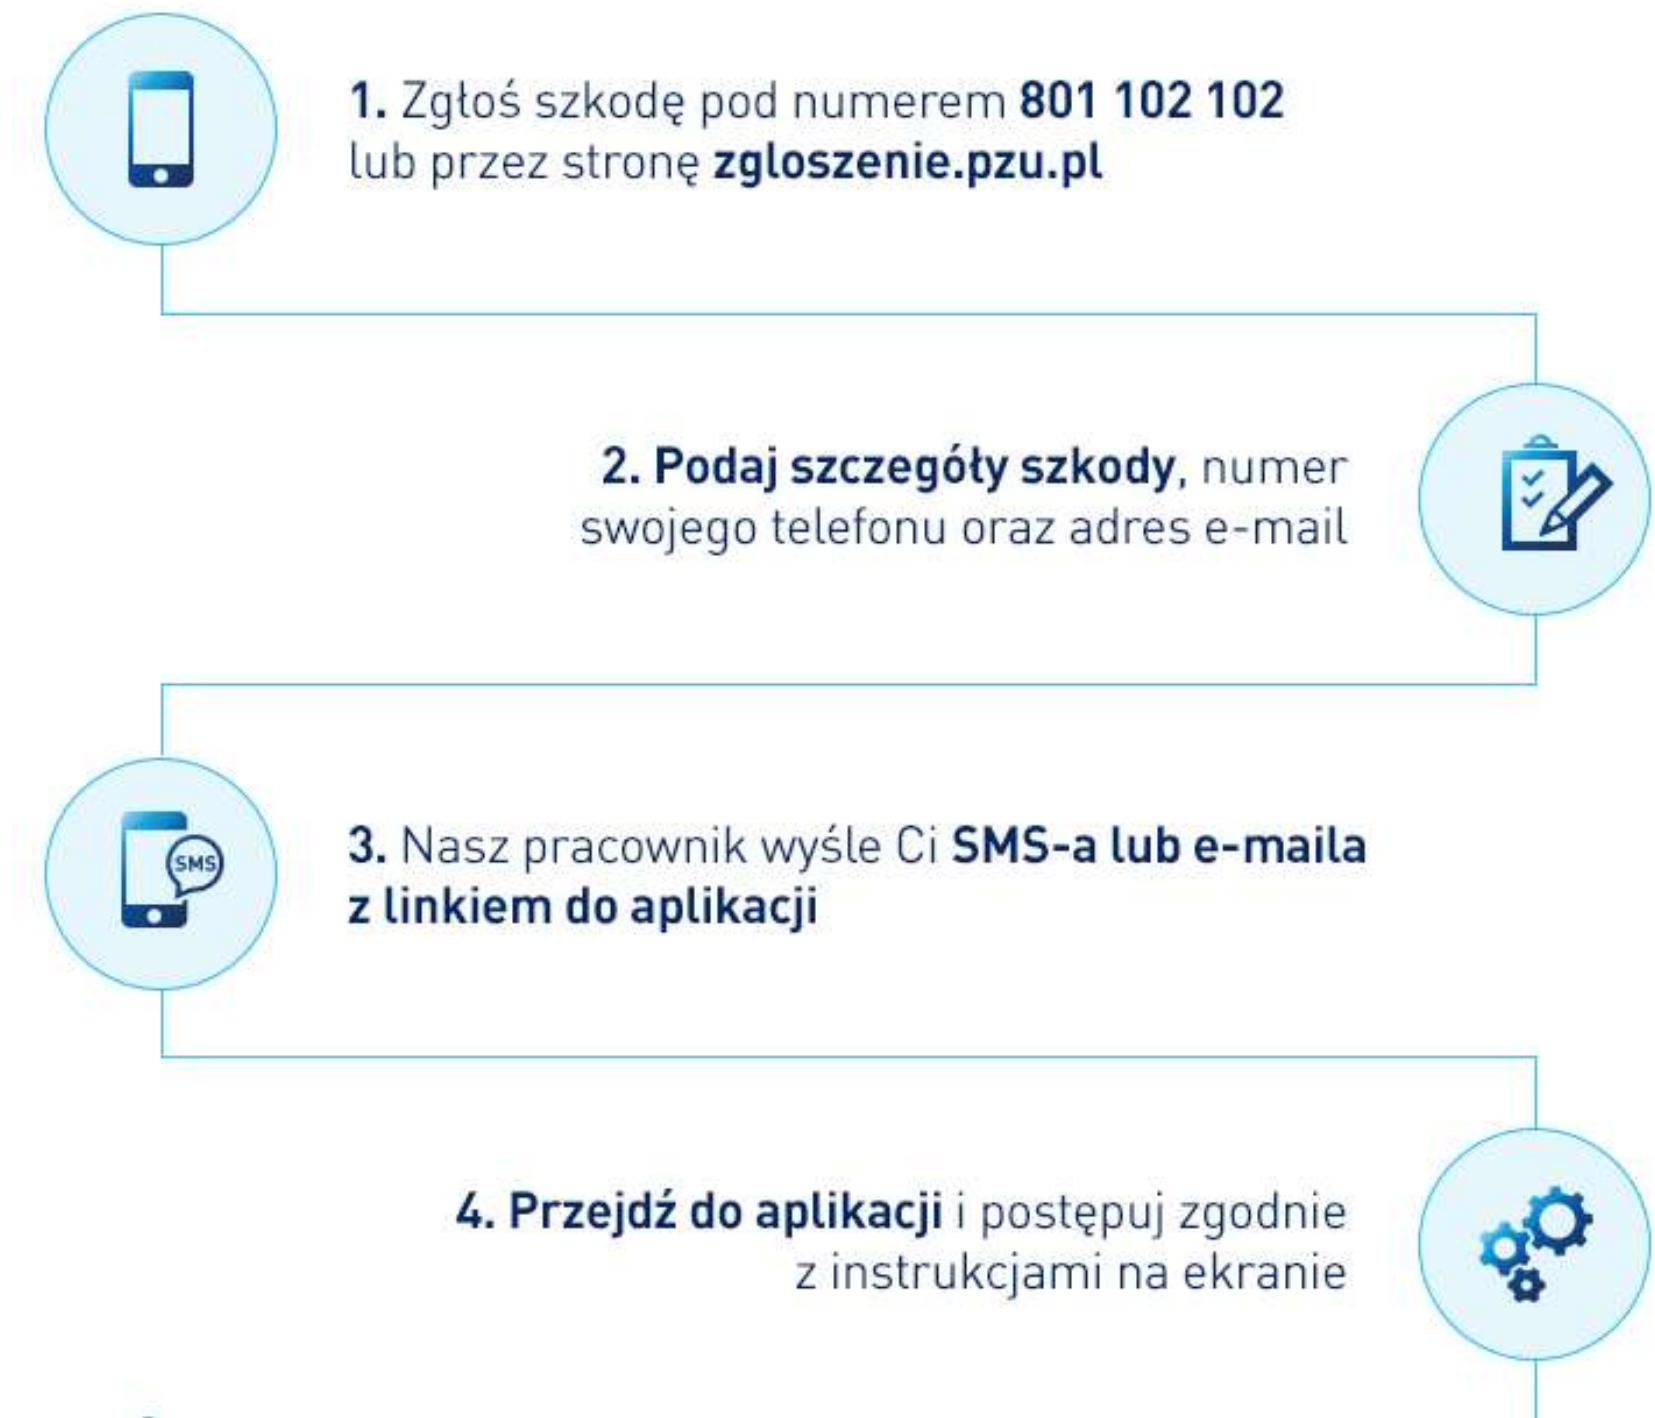 1. Zgłoś szkodę pod numerem 801 102 102
lub przez stronę zgloszenie.pzu.pl
2. Podaj szczegóły szkody, numer
swojego telefonu oraz adres e-mail
SMS
3. Nasz pracownik wyśle Ci SMS-a lub e-maila
z linkiem do aplikacji
4. Przejdź do aplikacji i postępuj zgodnie
z instrukcjami na ekranie